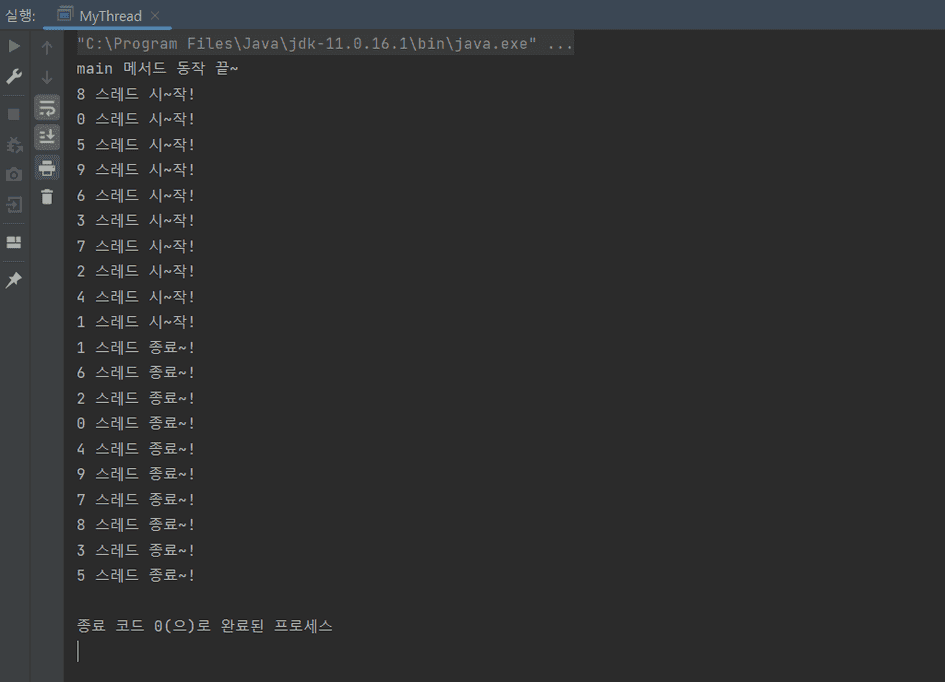 실행: MyThread
"C:\Program Files\Java\jdk-11.0.16.1\bin\java.exe" ...
main 메서드 동작 끝~
8 스레드 시~작!
0 스레드 시~작!
5 스레드 시~작!
9 스레드 시~작!
6 스레드 시~작!
3 스레드 시~작!
7 스레드 시~작!
2 스레드 시~작!
4 스레드 시~작!
1 스레드 시~작!
1 스레드 종료~!
6 스레드 종료~!
2 스레드 종료~!
0 스레드 종료~!
4 스레드 종료~!
9 스레드 종료~!
7 스레드 종료~!
8 스레드 종료~!
3 스레드 종료~!
5 스레드 종료~!
종료 코드 0(으)로 완료된 프로세스